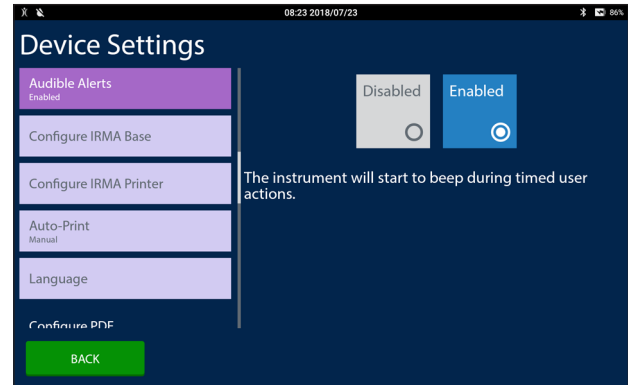 08:23 2018/07/23
86%
Device Settings
Audible Alerts
Enabled
Configure IRMA Base
Configure IRMA Printer
Auto-Print
Manual
Language
Configure PDF
BACK
Disabled
Enabled
The instrument will start to beep during timed user
actions.